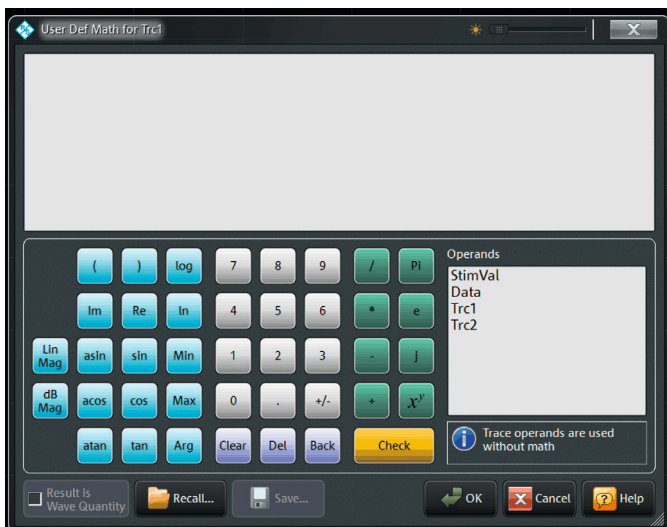 User Def Math for Trc1
X
( ) log 7 8 9 / Pi
Im Re ln 4 5 6 * e
Lin Mag asin sin Min 1 2 3 - j
dB Mag acos cos Max 0 . +/- + xʸ
atan tan Arg Clear Del Back Check
Operands
StimVal
Data
Trc1
Trc2
Trace operands are used
without math
Result is
Wave Quantity
Recall...
Save...
OK
Cancel
Help